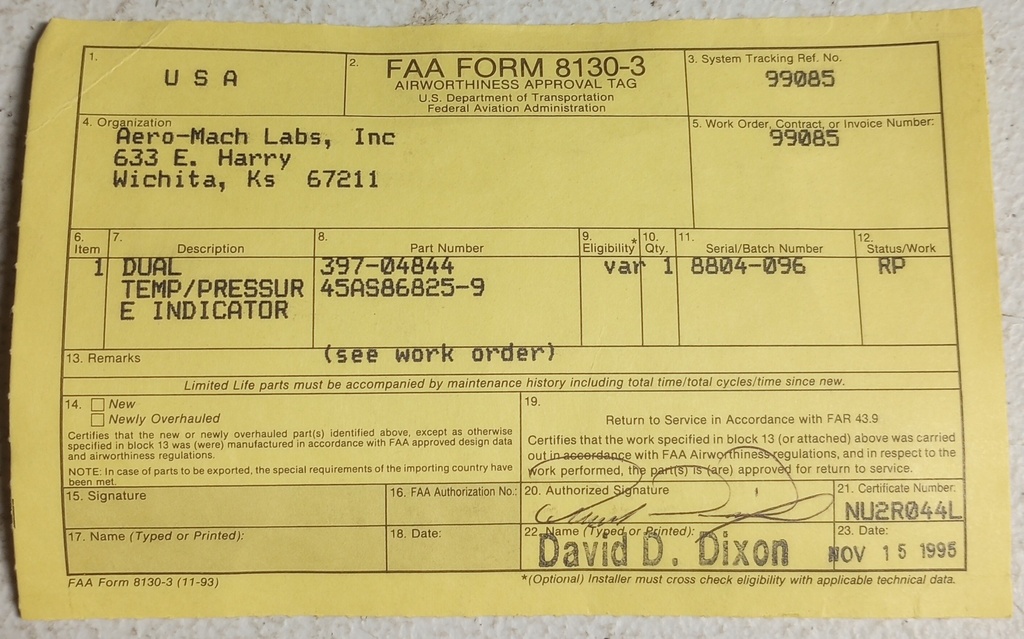 1.
USA
2.
FAA FORM 8130-3
AIRWORTHINESS APPROVAL TAG
U.S. Department of Transportation
Federal Aviation Administration
3. System Tracking Ref. No.
99085
4. Organization
Aero-Mach Labs, Inc
633 E. Harry
Wichita, Ks 67211
5. Work Order, Contract, or Invoice Number:
99085
6. Item
7. Description
8. Part Number
9. Eligibility*
10. Qty.
11. Serial/Batch Number
12. Status/Work
1 DUAL 397-04844 var 1 8804-096 RP
TEMP/PRESSUR 45AS86825-9
E INDICATOR
13. Remarks (see work order)
Limited Life parts must be accompanied by maintenance history including total time/total cycles/time since new.
14. New
Newly Overhauled
Certifies that the new or newly overhauled part(s) identified above, except as otherwise
specified in block 13 was (were) manufactured in accordance with FAA approved design data
and airworthiness regulations.
NOTE: In case of parts to be exported, the special requirements of the importing country have
been met.
19.
Return to Service in Accordance with FAR 43.9
Certifies that the work specified in block 13 (or attached) above was carried
out in accordance with FAA Airworthiness regulations, and in respect to the
work performed, the part(s) is (are) approved for return to service.
15. Signature
16. FAA Authorization No.:
20. Authorized Signature
21. Certificate Number:
NU2R044L
17. Name (Typed or Printed):
18. Date:
22. Name (Typed or Printed):
David D. Dixon
23. Date:
NOV 15 1995
FAA Form 8130-3 (11-93)
*(Optional) Installer must cross check eligibility with applicable technical data.